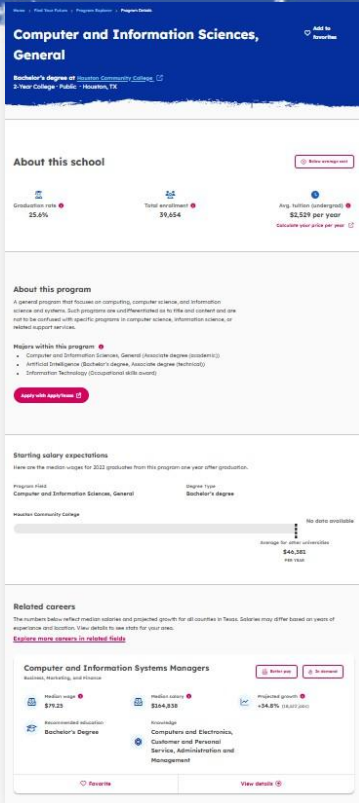 Home > Find Your Future > Program Explorer > Program Details
Computer and Information Sciences,
General
Add to
favorites
Bachelor's degree at Houston Community College
2-Year College · Public · Houston, TX
About this school
Below average cost
Graduation rate
25.6%
Total enrollment
39,654
Avg. tuition (undergrad)
$2,529 per year
Calculate your price per year
About this program
A general program that focuses on computing, computer science, and information
science and systems. Such programs are undifferentiated as to title and content and are
not to be confused with specific programs in computer science, information science, or
related support services.
Majors within this program
• Computer and Information Sciences, General (Associate degree (academic))
• Artificial Intelligence (Bachelor's degree, Associate degree (technical))
• Information Technology (Occupational skills award)
Apply with ApplyTexas
Starting salary expectations
Here are the median wages for 2022 graduates from this program one year after graduation.
Program Field
Computer and Information Sciences, General
Degree Type
Bachelor's degree
Houston Community College
No data available
Average for other universities
$46,381
PER YEAR
Related careers
The numbers below reflect median salaries and projected growth for all counties in Texas. Salaries may differ based on years of
experience and location. View details to see stats for your area.
Explore more careers in related fields
Computer and Information Systems Managers
Business, Marketing, and Finance
Better pay
In demand
Median wage
$79.25
Median salary
$164,838
Projected growth
+34.8%
Recommended education
Bachelor's Degree
Knowledge
Computers and Electronics,
Customer and Personal
Service, Administration and
Management
Favorite
View details